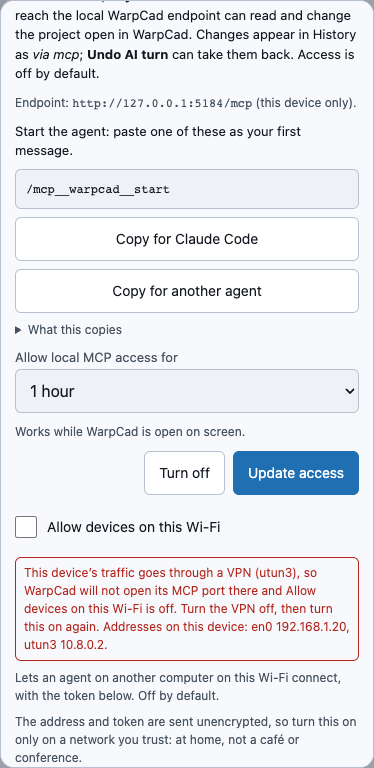 reach the local WarpCad endpoint can read and change
the project open in WarpCad. Changes appear in History
as via mcp; Undo AI turn can take them back. Access is
off by default.
Endpoint: http://127.0.0.1:5184/mcp (this device only).
Start the agent: paste one of these as your first
message.
/mcp__warpcad__start
Copy for Claude Code
Copy for another agent
What this copies
Allow local MCP access for
1 hour
Works while WarpCad is open on screen.
Turn off
Update access
Allow devices on this Wi-Fi
This device's traffic goes through a VPN (utun3), so
WarpCad will not open its MCP port there and Allow
devices on this Wi-Fi is off. Turn the VPN off, then turn
this on again. Addresses on this device: en0 192.168.1.20,
utun3 10.8.0.2.
Lets an agent on another computer on this Wi-Fi connect,
with the token below. Off by default.
The address and token are sent unencrypted, so turn this on
only on a network you trust: at home, not a café or
conference.